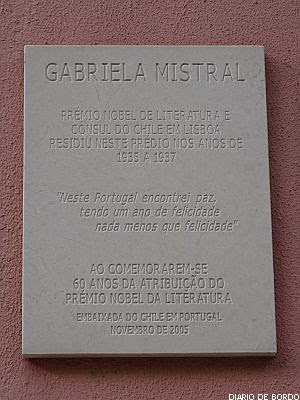 GABRIELA MISTRAL
PRÉMIO NOBEL DE LITERATURA E
CÔNSUL DO CHILE EM LISBOA
RESIDIU NESTE PRÉDIO NOS ANOS DE
1935 A 1937
"Neste Portugal encontrei paz,
tendo um ano de felicidade
nada menos que felicidade"
AO COMEMORAREM-SE
60 ANOS DA ATRIBUIÇÃO DO
PRÉMIO NOBEL DA LITERATURA
EMBAIXADA DO CHILE EM PORTUGAL
NOVEMBRO DE 2005
DIARIO DE BORDO